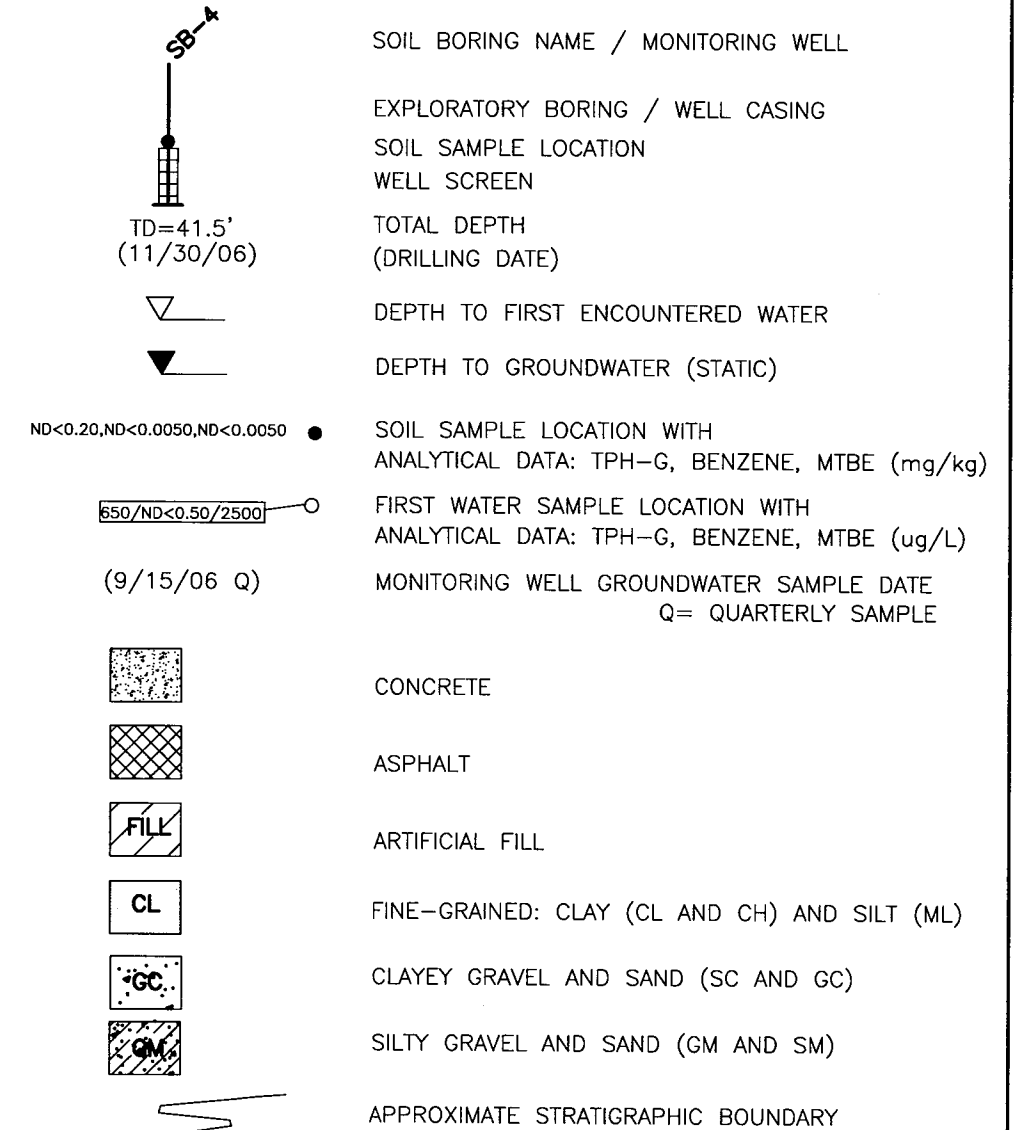 SB-4
SOIL BORING NAME / MONITORING WELL
EXPLORATORY BORING / WELL CASING
SOIL SAMPLE LOCATION
WELL SCREEN
TD=41.5'
TOTAL DEPTH
(11/30/06)
(DRILLING DATE)
DEPTH TO FIRST ENCOUNTERED WATER
DEPTH TO GROUNDWATER (STATIC)
ND<0.20,ND<0.0050,ND<0.0050
SOIL SAMPLE LOCATION WITH
ANALYTICAL DATA: TPH-G, BENZENE, MTBE (mg/kg)
650/ND<0.50/2500
FIRST WATER SAMPLE LOCATION WITH
ANALYTICAL DATA: TPH-G, BENZENE, MTBE (ug/L)
(9/15/06 Q)
MONITORING WELL GROUNDWATER SAMPLE DATE
Q= QUARTERLY SAMPLE
CONCRETE
ASPHALT
FILL
ARTIFICIAL FILL
CL
FINE-GRAINED: CLAY (CL AND CH) AND SILT (ML)
GC
CLAYEY GRAVEL AND SAND (SC AND GC)
GM
SILTY GRAVEL AND SAND (GM AND SM)
APPROXIMATE STRATIGRAPHIC BOUNDARY